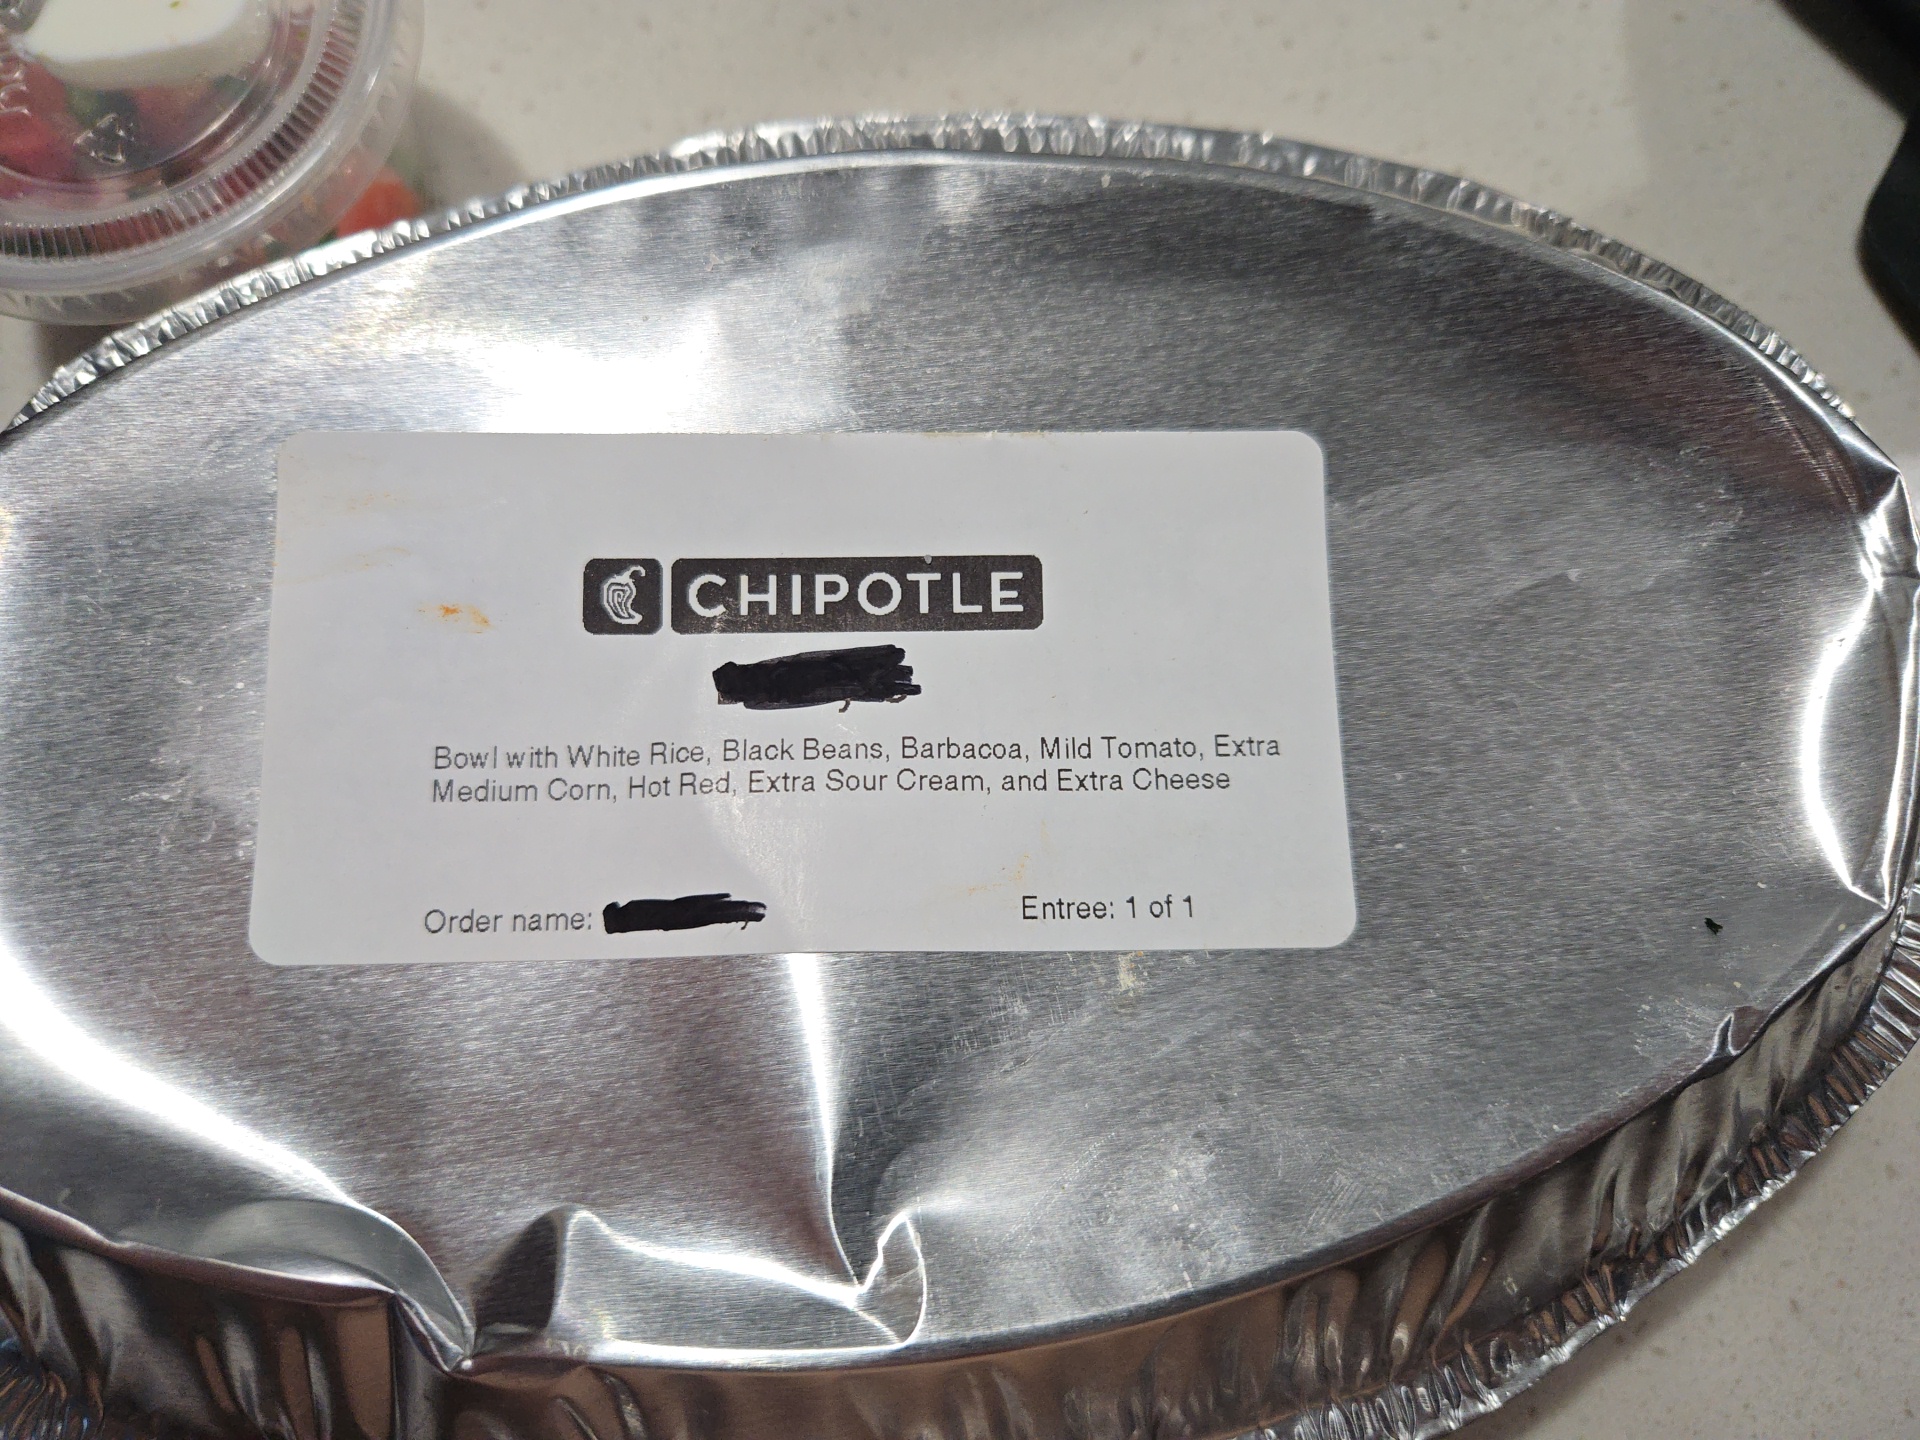 CHIPOTLE
Bowl with White Rice, Black Beans, Barbacoa, Mild Tomato, Extra
Medium Corn, Hot Red, Extra Sour Cream, and Extra Cheese
Order name:
Entree: 1 of 1